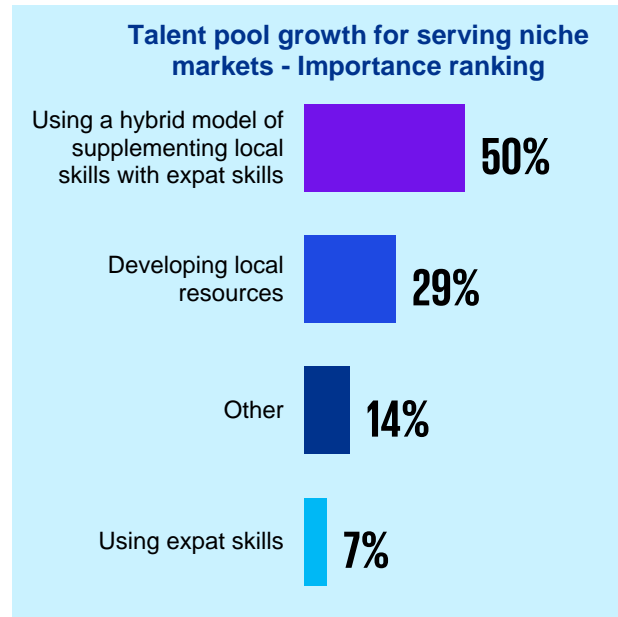 Talent pool growth for serving niche
markets - Importance ranking
Using a hybrid model of
supplementing local
skills with expat skills
50%
Developing local
resources
29%
Other
14%
Using expat skills
7%